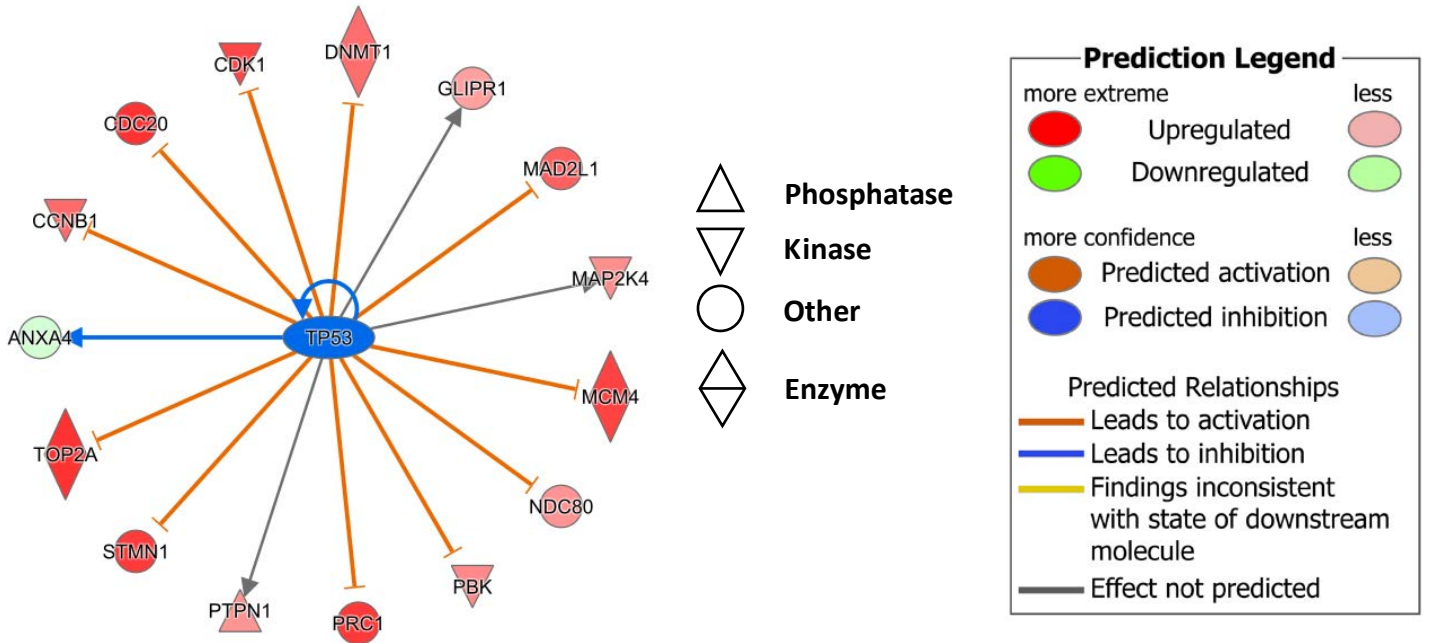 DNMT1
CDK1
GLIPR1
CDC20
MAD2L1
CCNB1
MAP2K4
ANXA4
TP53
MCM4
TOP2A
NDC80
STMN1
PBK
PTPN1
PRC1
Phosphatase
Kinase
Other
Enzyme
Prediction Legend
more extreme less
Upregulated
Downregulated
more confidence less
Predicted activation
Predicted inhibition
Predicted Relationships
Leads to activation
Leads to inhibition
Findings inconsistent
with state of downstream
molecule
Effect not predicted